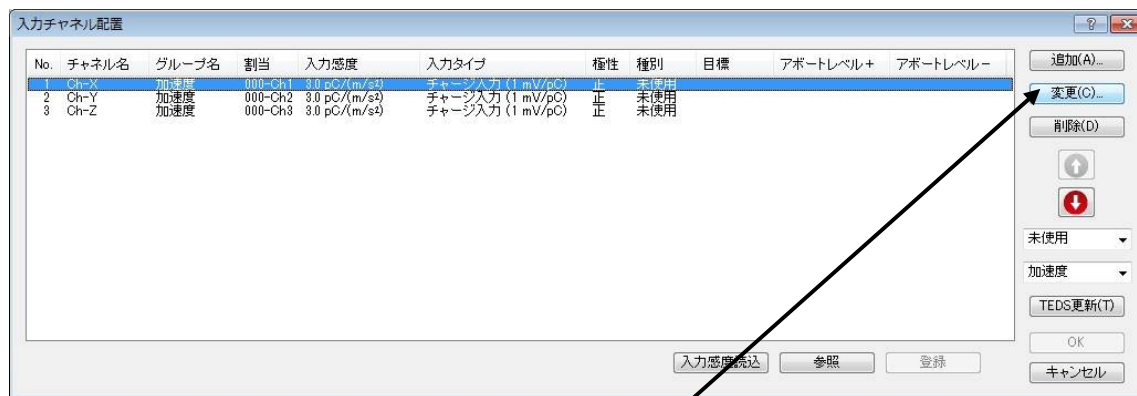 入力チャネル配置
No. チャネル名 グループ名 割当 入力感度 入力タイプ 極性 種別 目標 アボートレベル+ アボートレベル-
1 Ch-X 加速度 000-Ch1 3.0 pC/(m/s²) チャージ入力 (1 mV/pC) 正 未使用
2 Ch-Y 加速度 000-Ch2 3.0 pC/(m/s²) チャージ入力 (1 mV/pC) 正 未使用
3 Ch-Z 加速度 000-Ch3 3.0 pC/(m/s²) チャージ入力 (1 mV/pC) 正 未使用
追加(A)...
変更(C)...
削除(D)
未使用
加速度
TEDS更新(T)
OK
キャンセル
入力感度読込 参照 登録